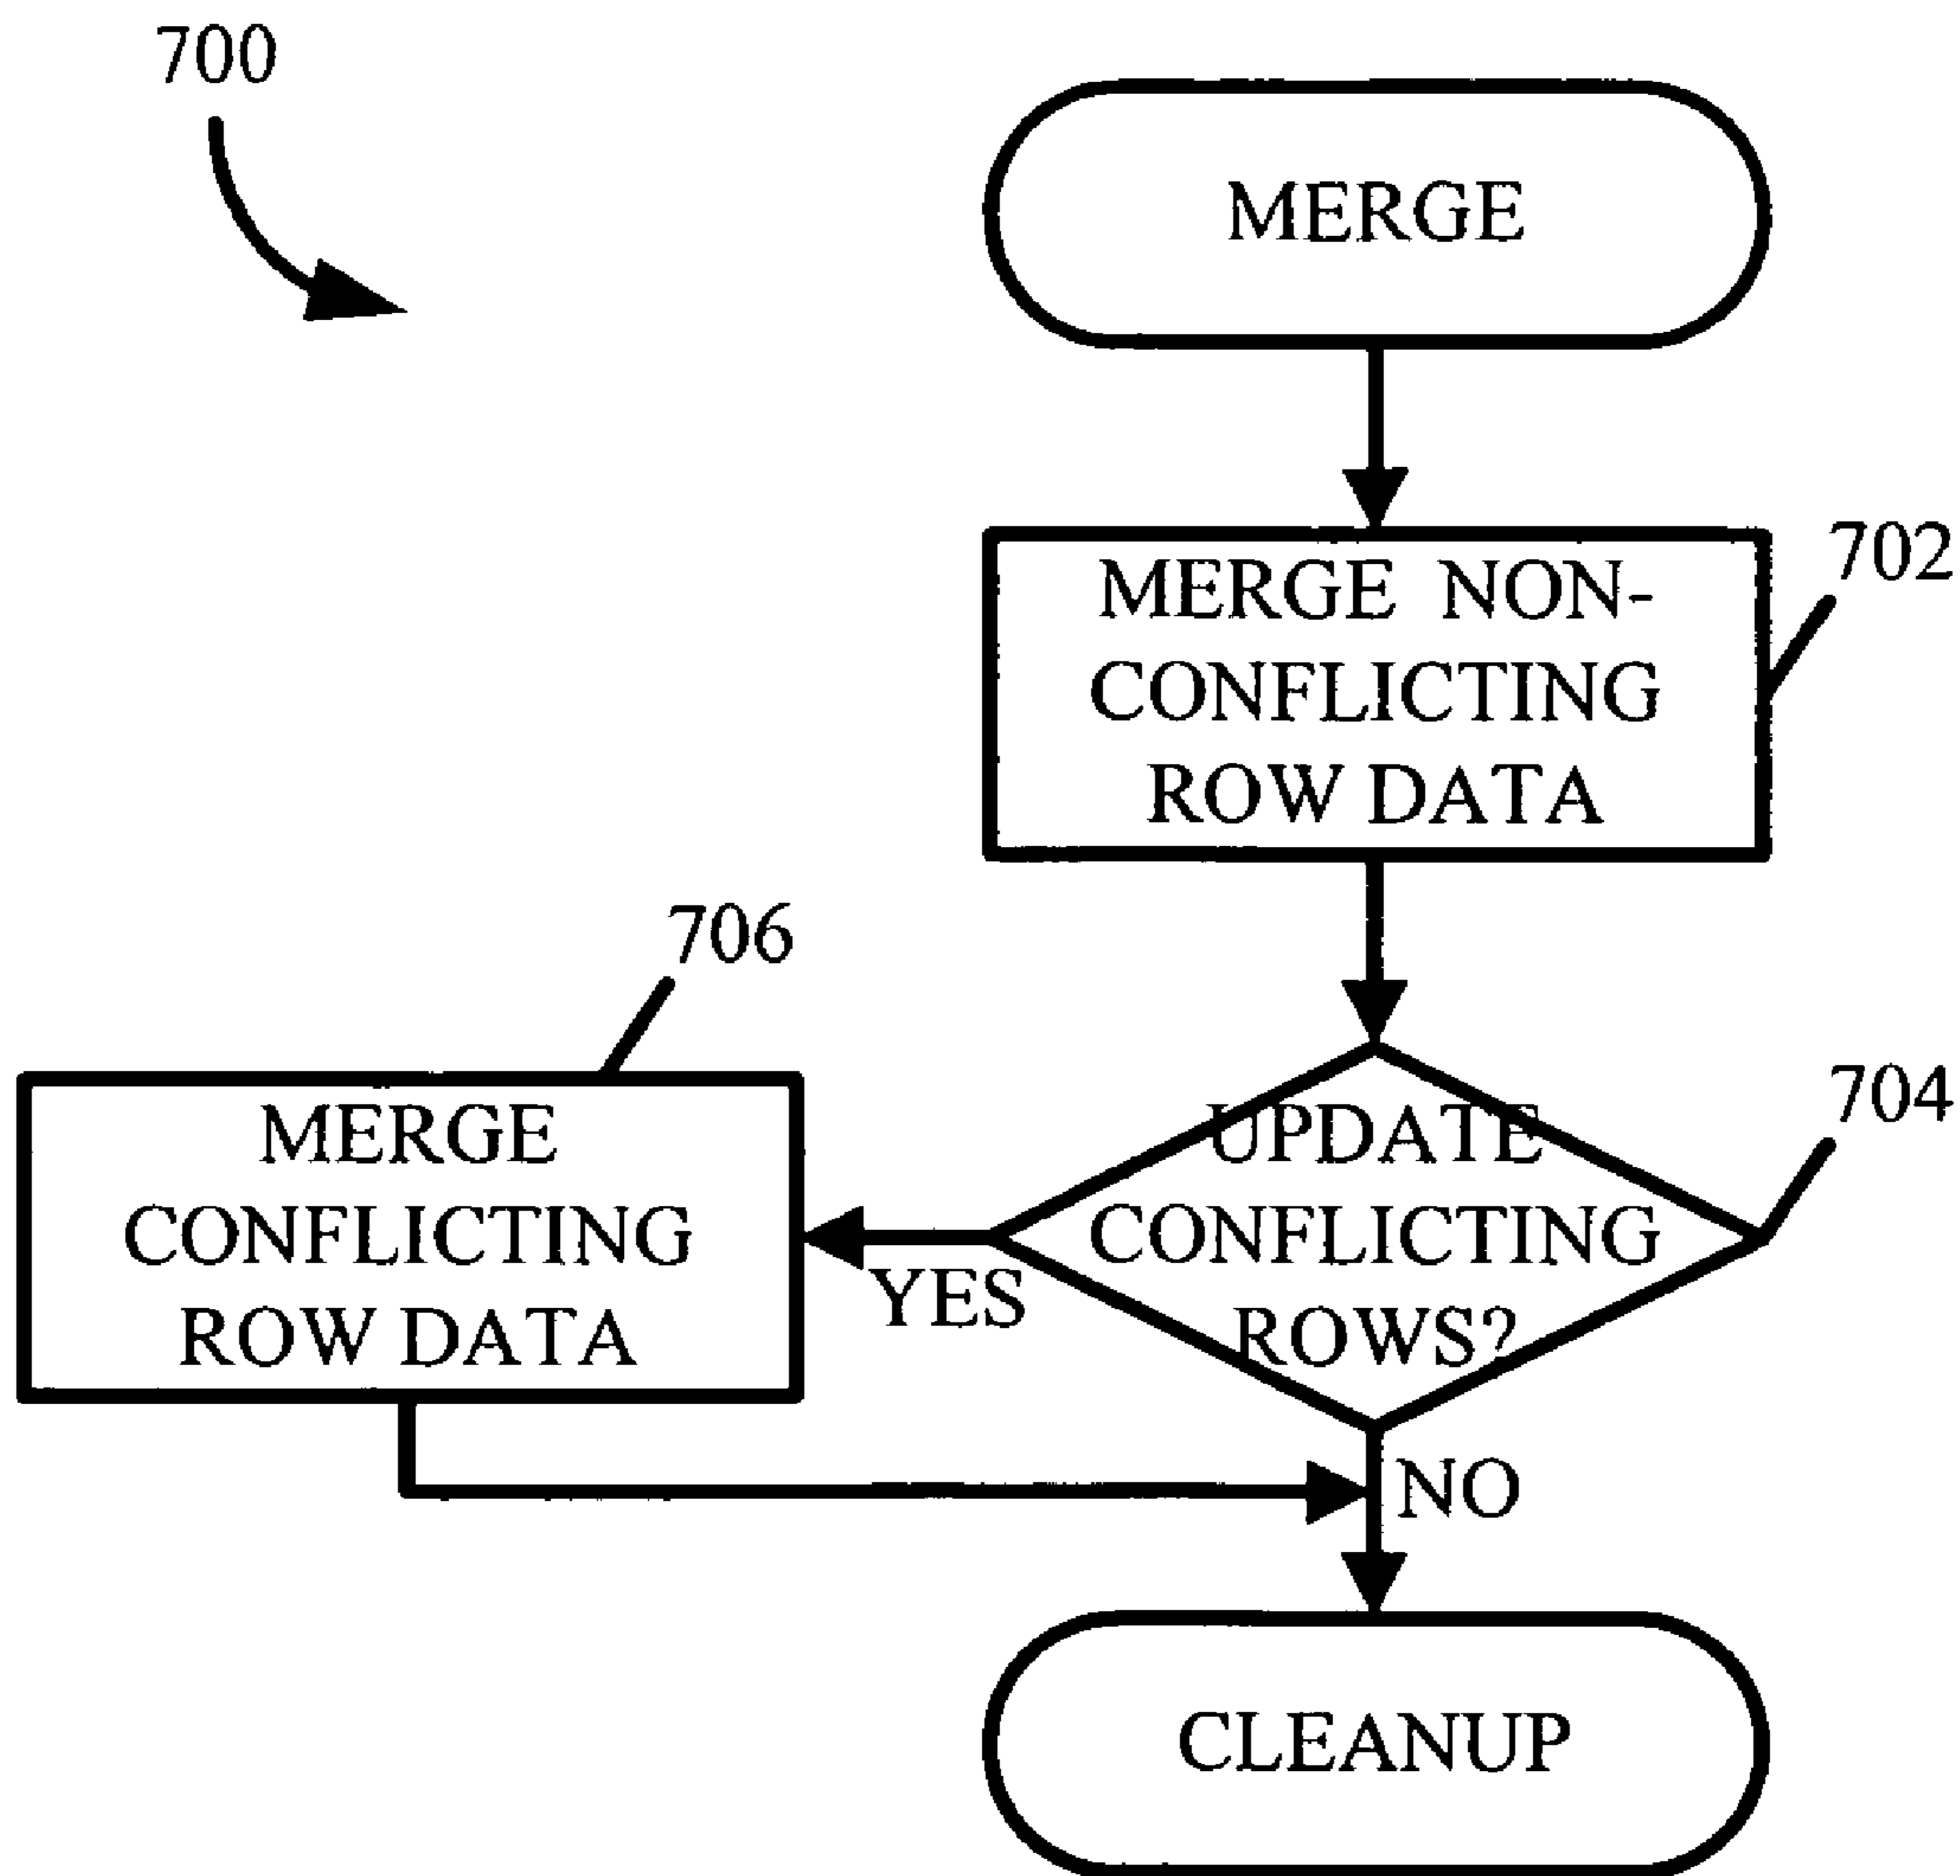 700
MERGE
702
MERGE NON-
CONFLICTING
ROW DATA
706
704
MERGE
CONFLICTING
ROW DATA
YES
UPDATE
CONFLICTING
ROWS?
NO
CLEANUP